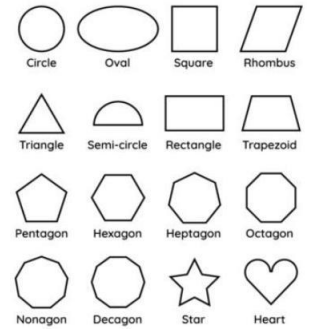 Circle Oval Square Rhombus
Triangle Semi-circle Rectangle Trapezoid
Pentagon Hexagon Heptagon Octagon
Nonagon Decagon Star Heart